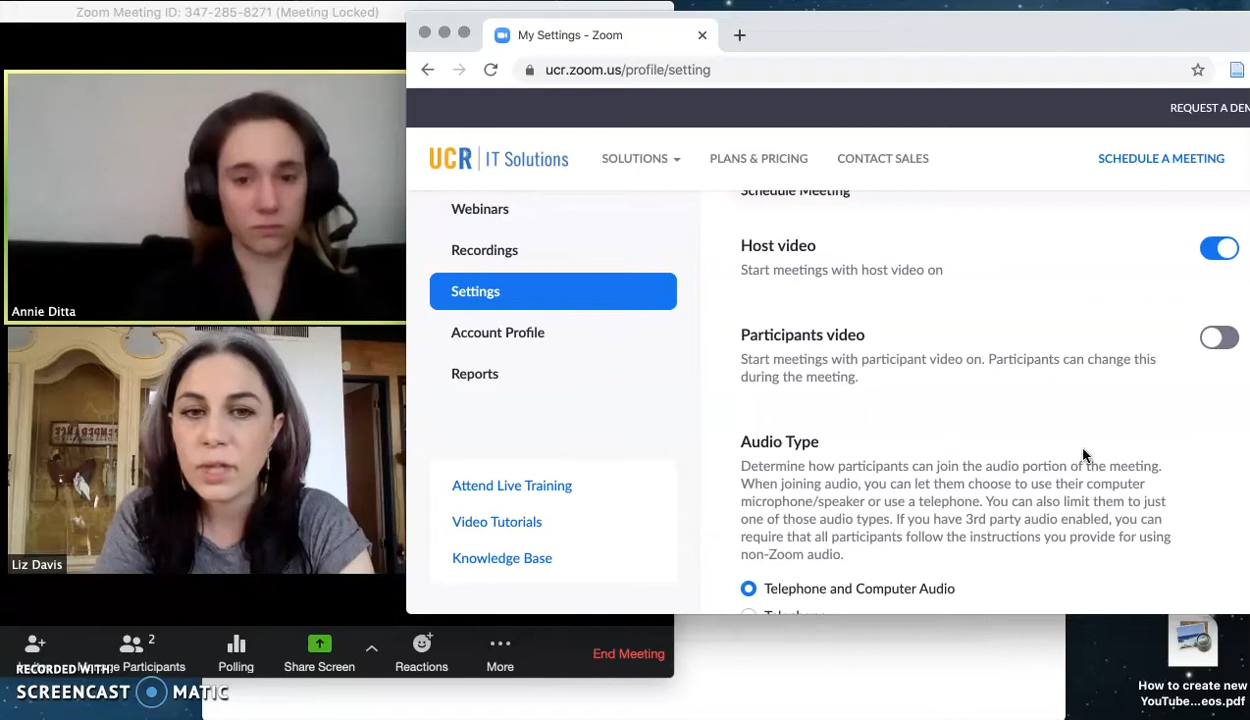 Zoom Meeting ID: 347-285-8271 (Meeting Locked)
My Settings - Zoom
ucr.zoom.us/profile/setting
REQUEST A DEM
UCR | IT Solutions
SOLUTIONS
PLANS & PRICING
CONTACT SALES
SCHEDULE A MEETING
Webinars
Recordings
Settings
Account Profile
Reports
Attend Live Training
Video Tutorials
Knowledge Base
Schedule Meeting
Host video
Start meetings with host video on
Participants video
Start meetings with participant video on. Participants can change this
during the meeting.
Audio Type
Determine how participants can join the audio portion of the meeting.
When joining audio, you can let them choose to use their computer
microphone/speaker or use a telephone. You can also limit them to just
one of those audio types. If you have 3rd party audio enabled, you can
require that all participants follow the instructions you provide for using
non-Zoom audio.
Telephone and Computer Audio
Annie Ditta
Liz Davis
2
Manage Participants
Polling
Share Screen
Reactions
More
End Meeting
RECORDED WITH
SCREENCAST MATIC
How to create new
YouTube...eos.pdf